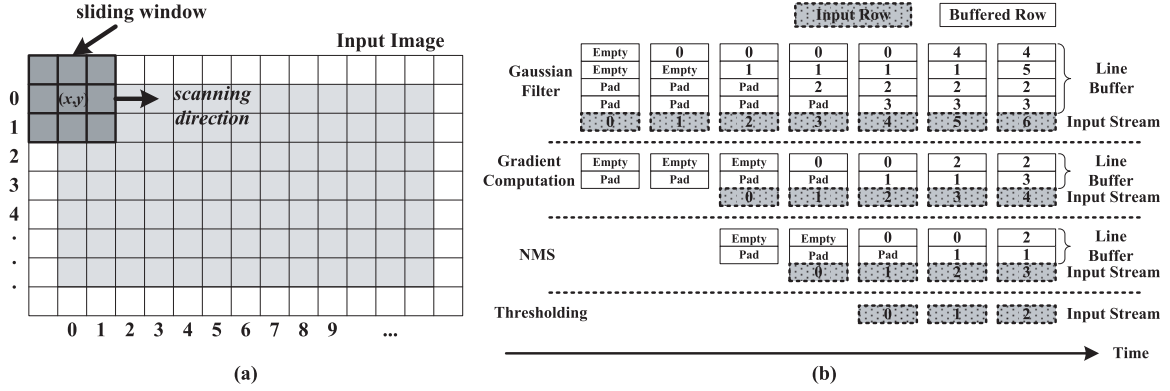 sliding window
Input Image
(x,y)
scanning
direction
0
1
2
3
4
.
.
.
0 1 2 3 4 5 6 7 8 9 ...
(a)
Input Row Buffered Row
Gaussian
Filter
Empty 0 0 0 0 4 4
Empty Empty 1 1 1 1 5
Pad Pad Pad 2 2 2 2
Pad Pad Pad Pad 3 3 3
0 1 2 3 4 5 6
Line
Buffer
Input Stream
Gradient
Computation
Empty Empty Empty 0 0 2 2
Pad Pad Pad Pad 1 1 3
0 1 2 3 4
Line
Buffer
Input Stream
NMS
Empty Empty 0 0 2
Pad Pad Pad 1 1
0 1 2 3
Line
Buffer
Input Stream
Thresholding
0 1 2
Input Stream
Time
(b)